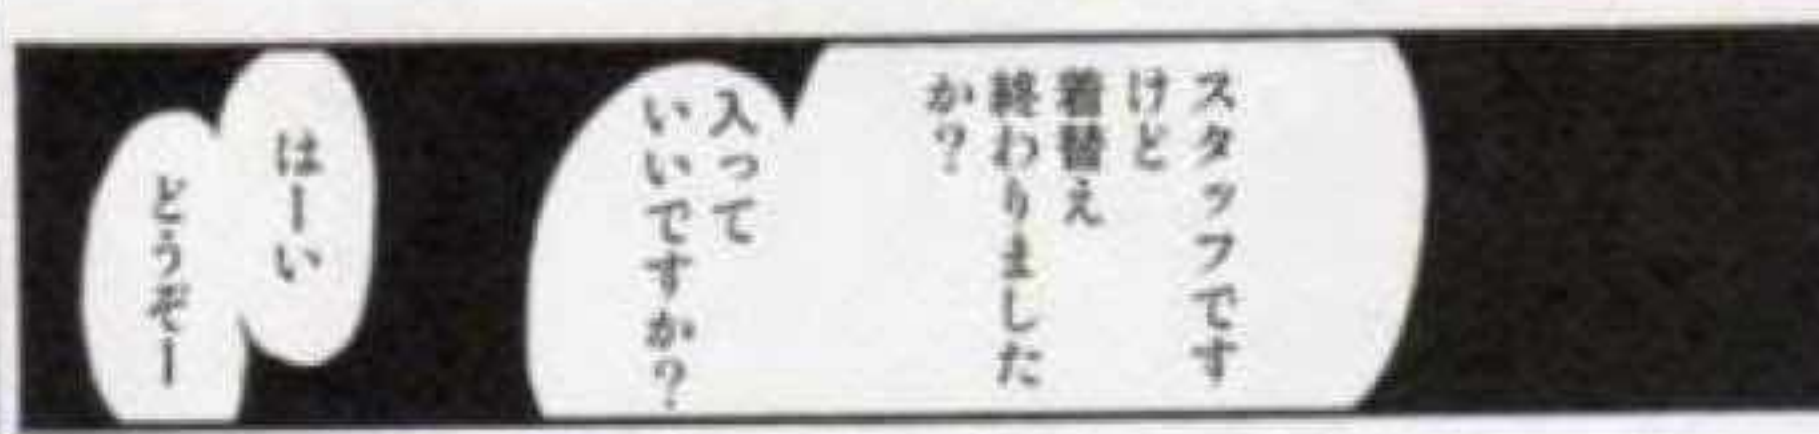 スタッフです
けど
着替え
終わりました
か?
入って
いいですか?
はーい
どうぞー